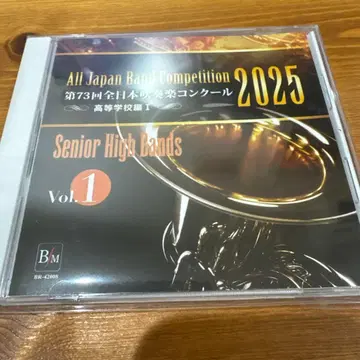 All Japan Band Competition
2025
第73回全日本吹奏楽コンクール
高等学校編 I
Senior High Bands
Vol. 1
BM